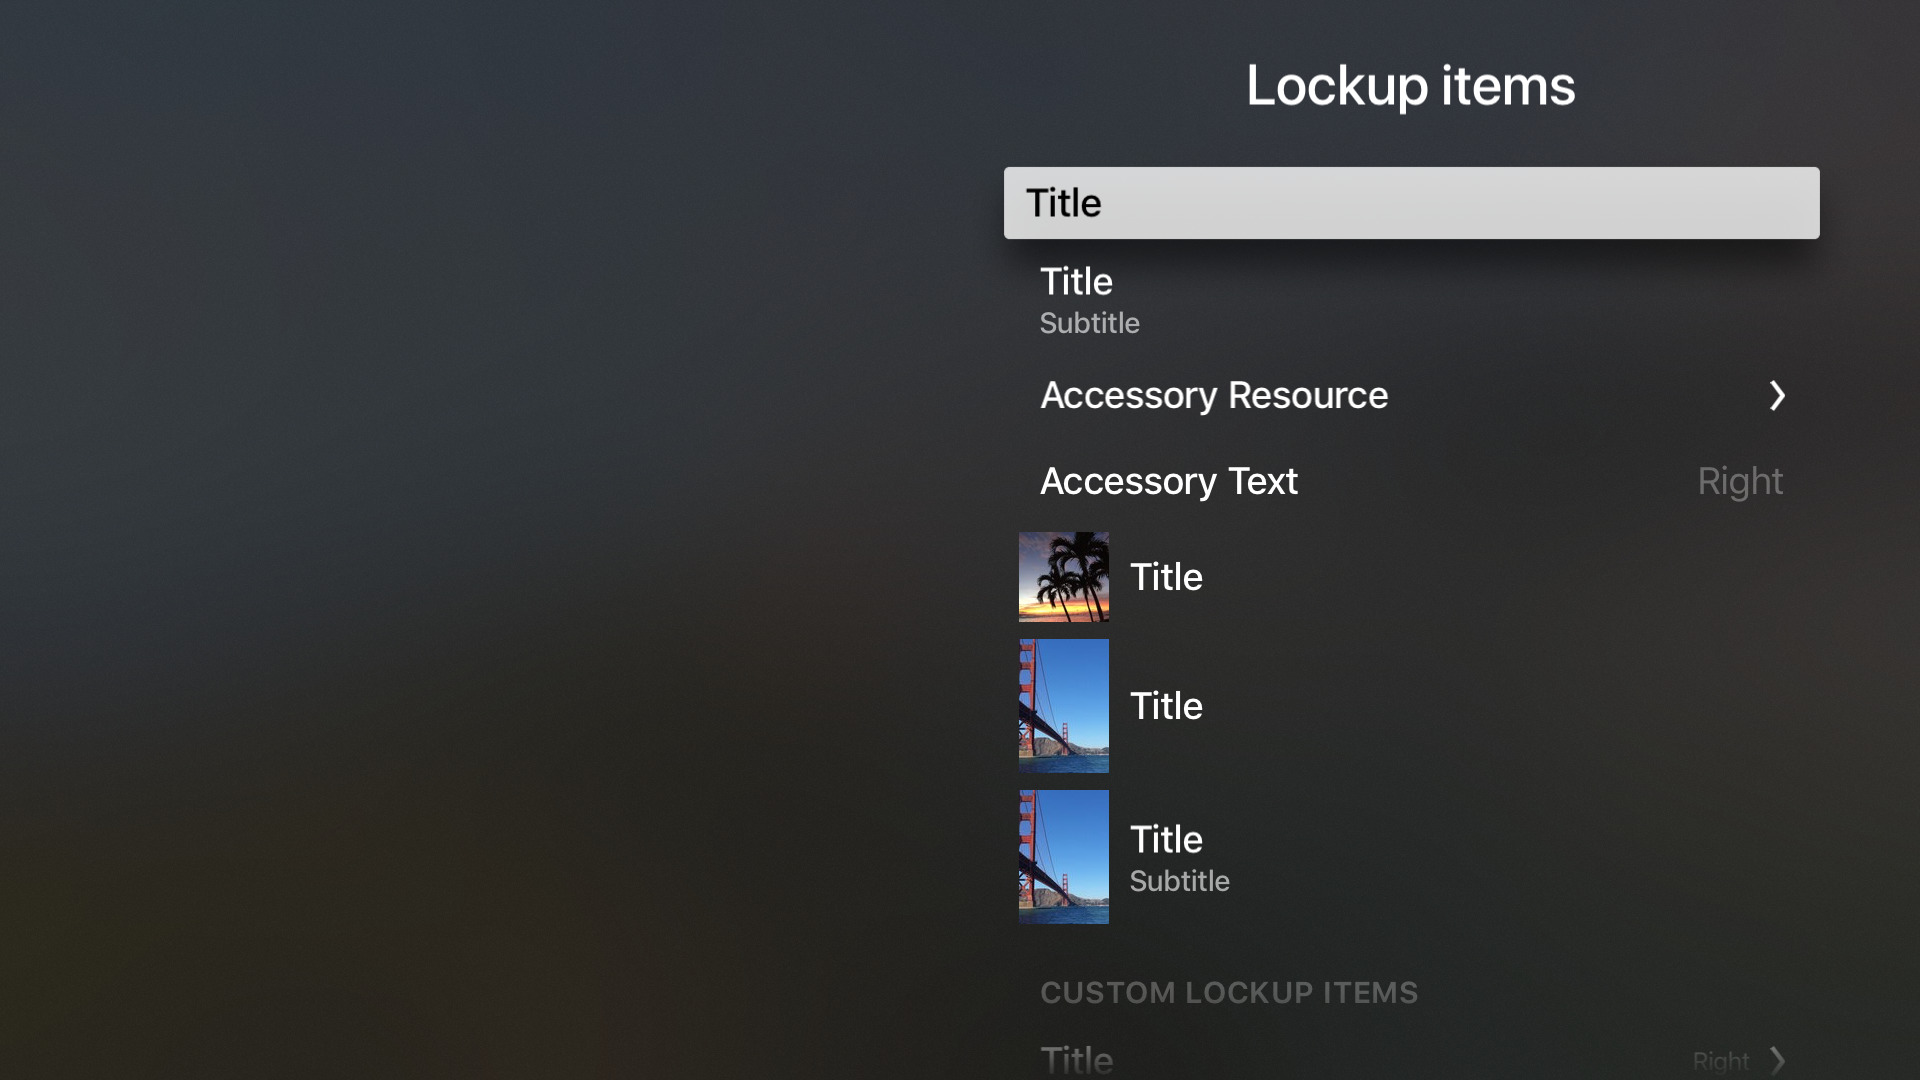 Lockup items
Title
Title
Subtitle
Accessory Resource
Accessory Text Right
Title
Title
Title
Subtitle
CUSTOM LOCKUP ITEMS
Title Right